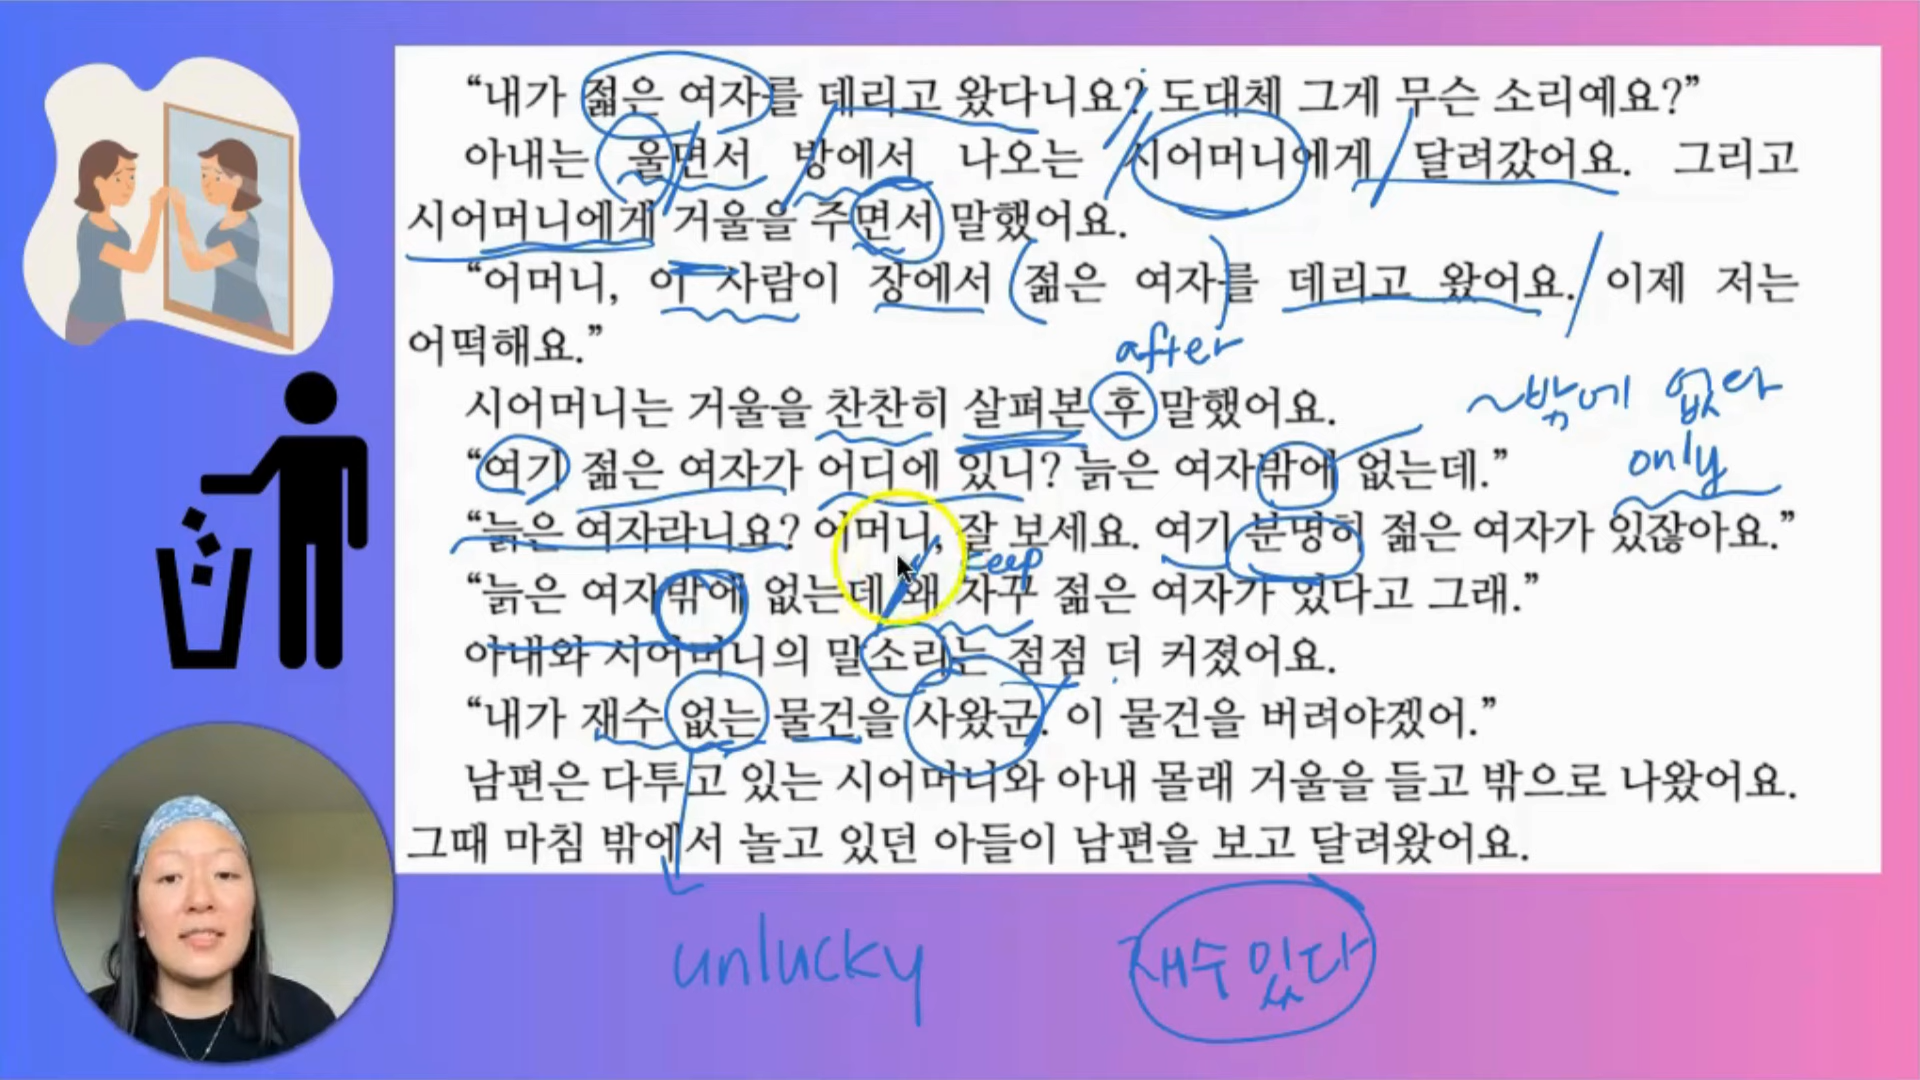 “내가 젊은 여자를 데리고 왔다니요? 도대체 그게 무슨 소리예요?”
아내는 울면서 방에서 나오는 시어머니에게 달려갔어요. 그리고
시어머니에게 거울을 주면서 말했어요.
“어머니, 이 사람이 장에서 젊은 여자를 데리고 왔어요. 이제 저는
어떡해요.”
after
시어머니는 거울을 찬찬히 살펴본 후 말했어요.
~밖에 없다
only
“여기 젊은 여자가 어디에 있니? 늙은 여자밖에 없는데.”
“늙은 여자라니요? 어머니, 잘 보세요. 여기 분명히 젊은 여자가 있잖아요.”
keep
“늙은 여자밖에 없는데 왜 자꾸 젊은 여자가 있다고 그래.”
아내와 시어머니의 말소리는 점점 더 커졌어요.
“내가 재수 없는 물건을 사왔군. 이 물건을 버려야겠어.”
남편은 다투고 있는 시어머니와 아내 몰래 거울을 들고 밖으로 나왔어요.
그때 마침 밖에서 놀고 있던 아들이 남편을 보고 달려왔어요.
unlucky 재수 있다